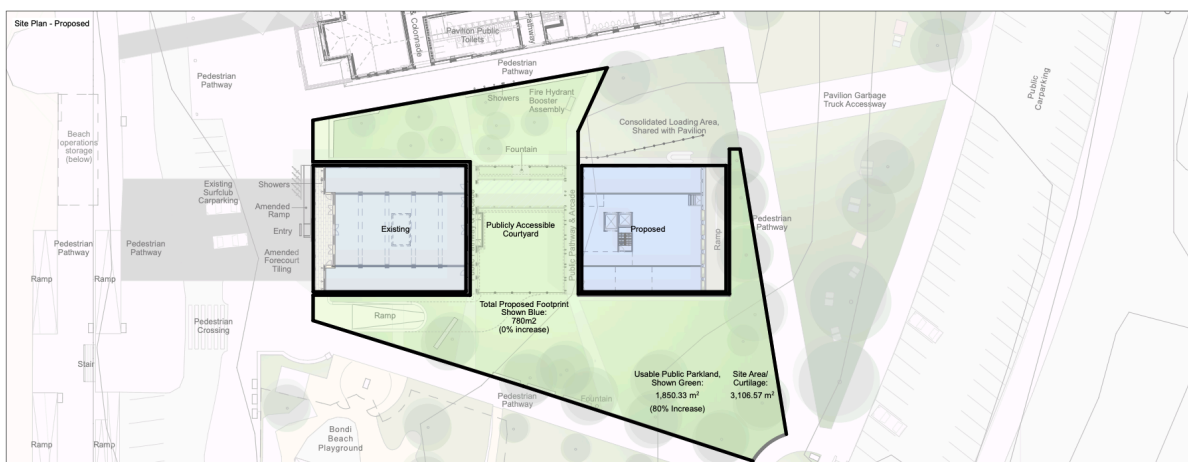 Site Plan - Proposed
& Colonnade
Pavilion Public
Toilets
Pathway
Pedestrian
Pathway
Pedestrian
Pathway
Showers
Fire Hydrant
Booster
Assembly
Pavilion Garbage
Truck Accessway
Public
Carparking
Consolidated Loading Area,
Shared with Pavilion
Beach
operations
storage
(below)
Fountain
Existing
Surfclub
Carparking
Showers
Amended
Ramp
Entry
Amended
Forecourt
Tiling
Existing
Publicly Accessible
Courtyard
Public Pathway & Arcade
Proposed
Ramp
Pedestrian
Pathway
Pedestrian
Pathway
Pedestrian
Pathway
Ramp
Ramp
Total Proposed Footprint
Shown Blue:
780m2
(0% increase)
Ramp
Pedestrian
Crossing
Stair
Usable Public Parkland,
Shown Green:
1,850.33 m²
(80% Increase)
Site Area/
Curtilage:
3,106.57 m²
Pedestrian
Pathway
Fountain
Bondi
Beach
Playground
Ramp
Ramp